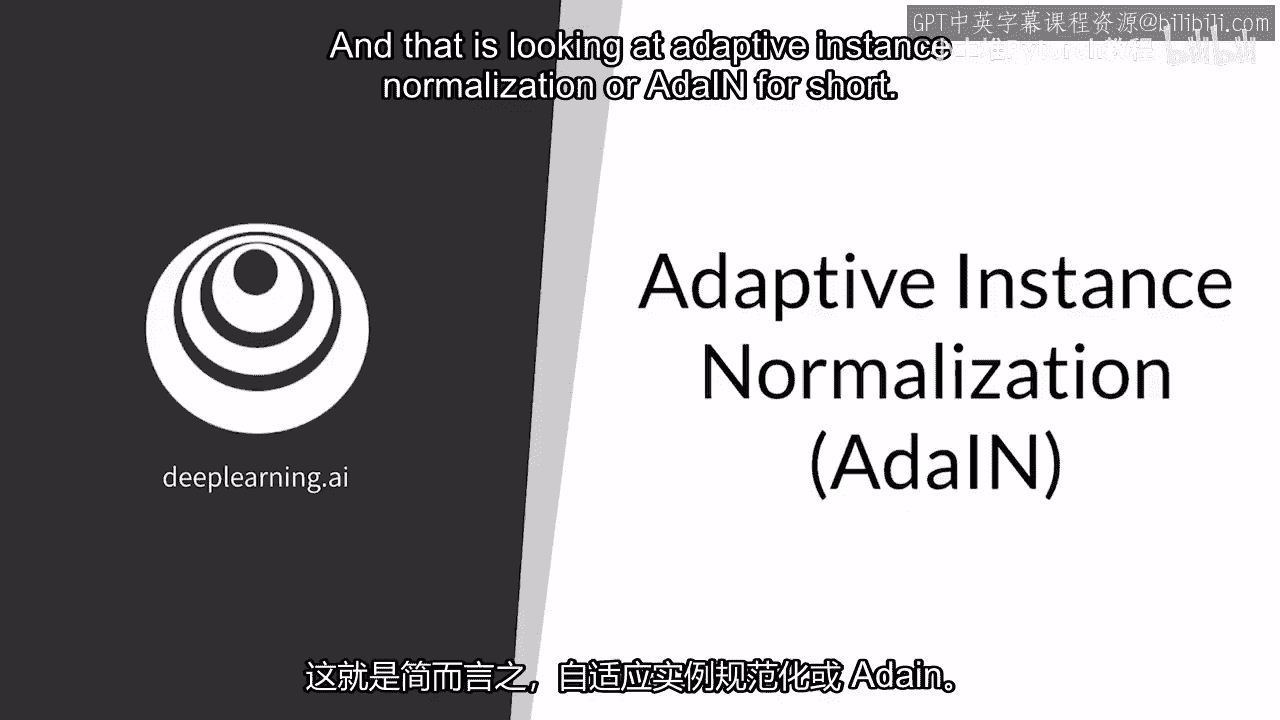 GPT中英字幕课程资源@bilibili.com
And that is looking at adaptive instance
normalization or AdaIN for short.
Adaptive Instance
Normalization
(AdaIN)
deeplearning.ai
这就是简而言之，自适应实例规范化或 Adain。